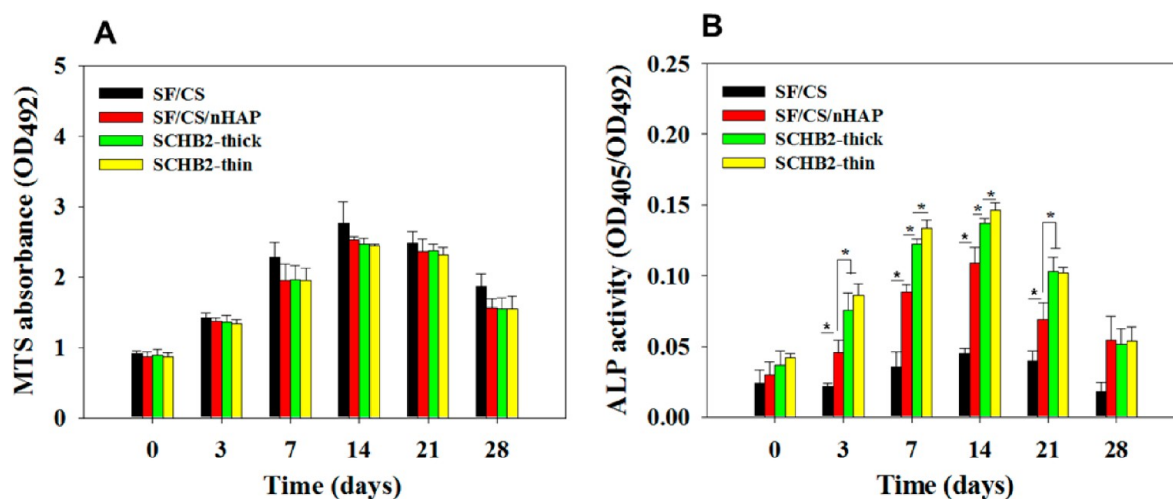 A
MTS absorbance (OD492)
5
4
3
2
1
0
SF/CS
SF/CS/nHAP
SCHB2-thick
SCHB2-thin
0 3 7 14 21 28
Time (days)
B
ALP activity (OD405/OD492)
0.25
0.20
0.15
0.10
0.05
0.00
SF/CS
SF/CS/nHAP
SCHB2-thick
SCHB2-thin
* * * * * * * * * *
0 3 7 14 21 28
Time (days)